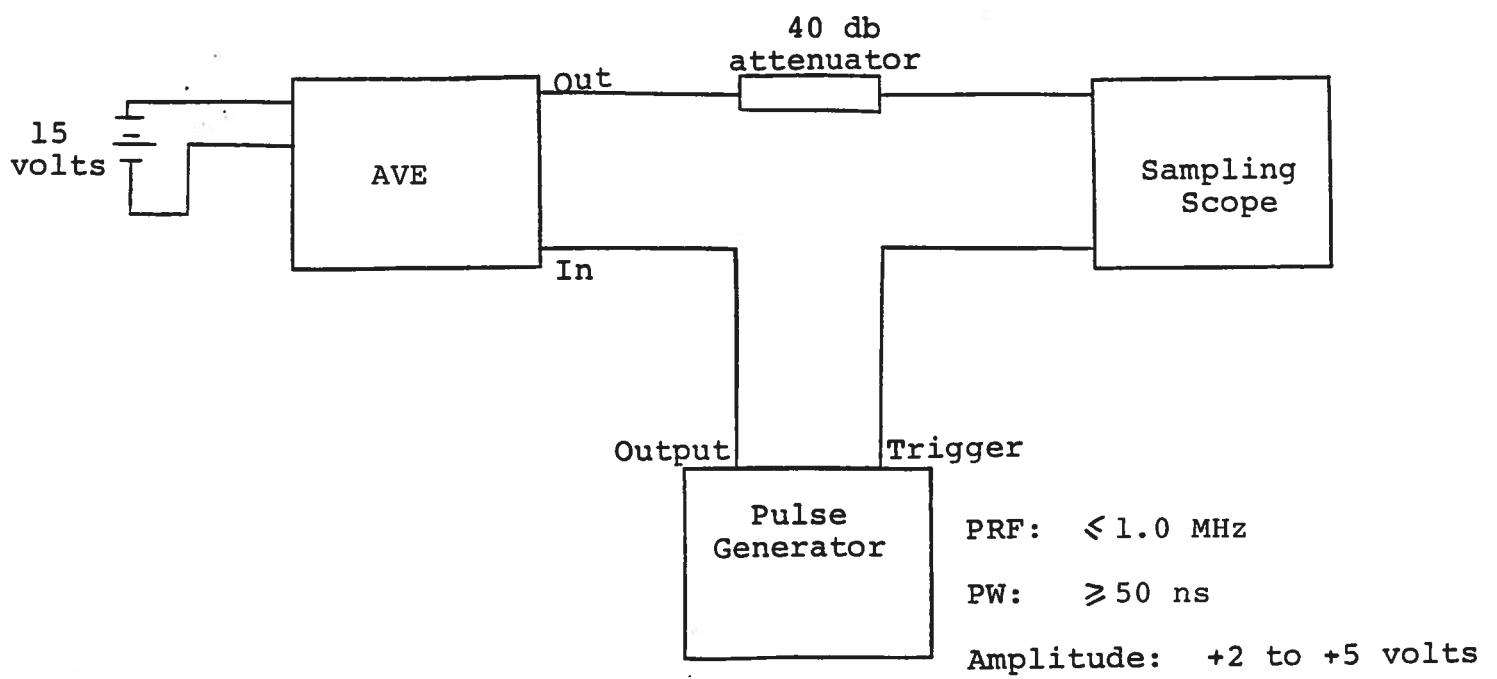 40 db
attenuator
Out
15
volts
AVE
Sampling
Scope
In
Output
Trigger
Pulse
Generator
PRF: ⩽ 1.0 MHz
PW: ⩾ 50 ns
Amplitude: +2 to +5 volts